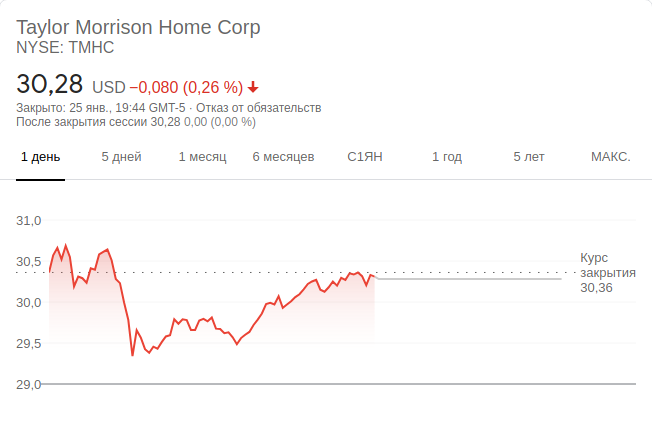 Taylor Morrison Home Corp
NYSE: TMHC
30,28 USD −0,080 (0,26 %)
Закрыто: 25 янв., 19:44 GMT-5 · Отказ от обязательств
После закрытия сессии 30,28 0,00 (0,00 %)
1 день 5 дней 1 месяц 6 месяцев С1ЯН 1 год 5 лет МАКС.
31,0
30,5
30,0
29,5
29,0
Курс
закрытия
30,36